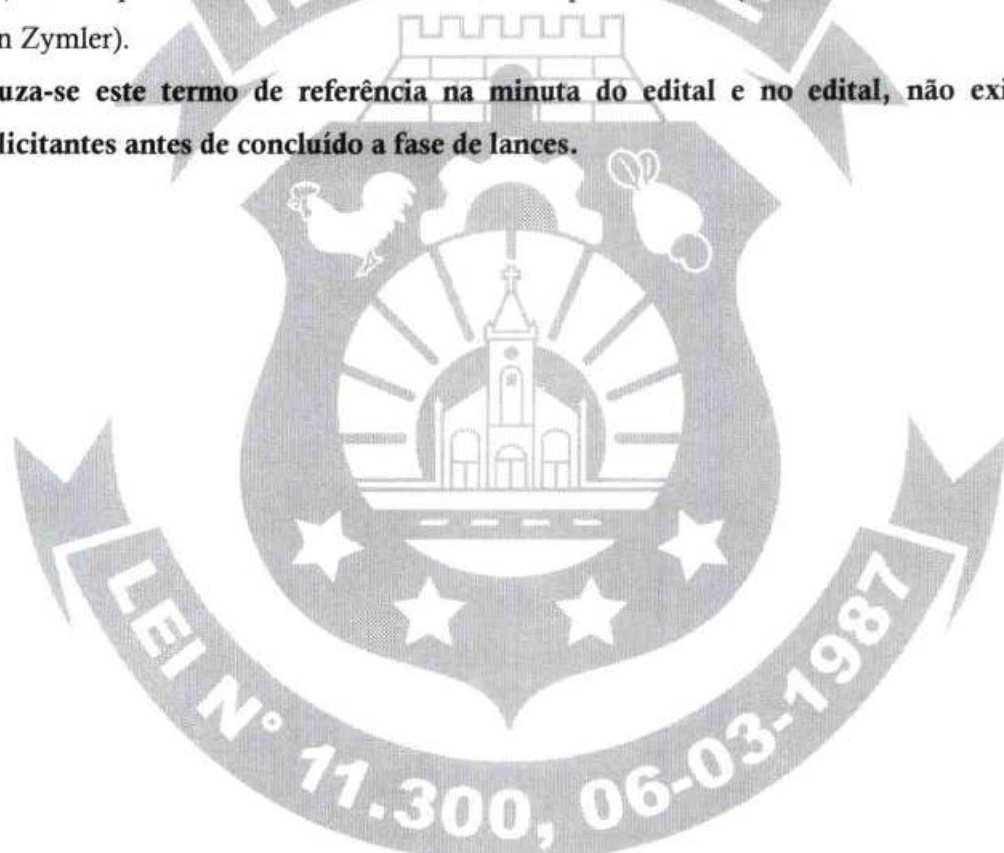 n Zymler).
uza-se este termo de referência na minuta do edital e no edital, não exi
licitantes antes de concluído a fase de lances.
LEI N° 11.300, 06-03-1987